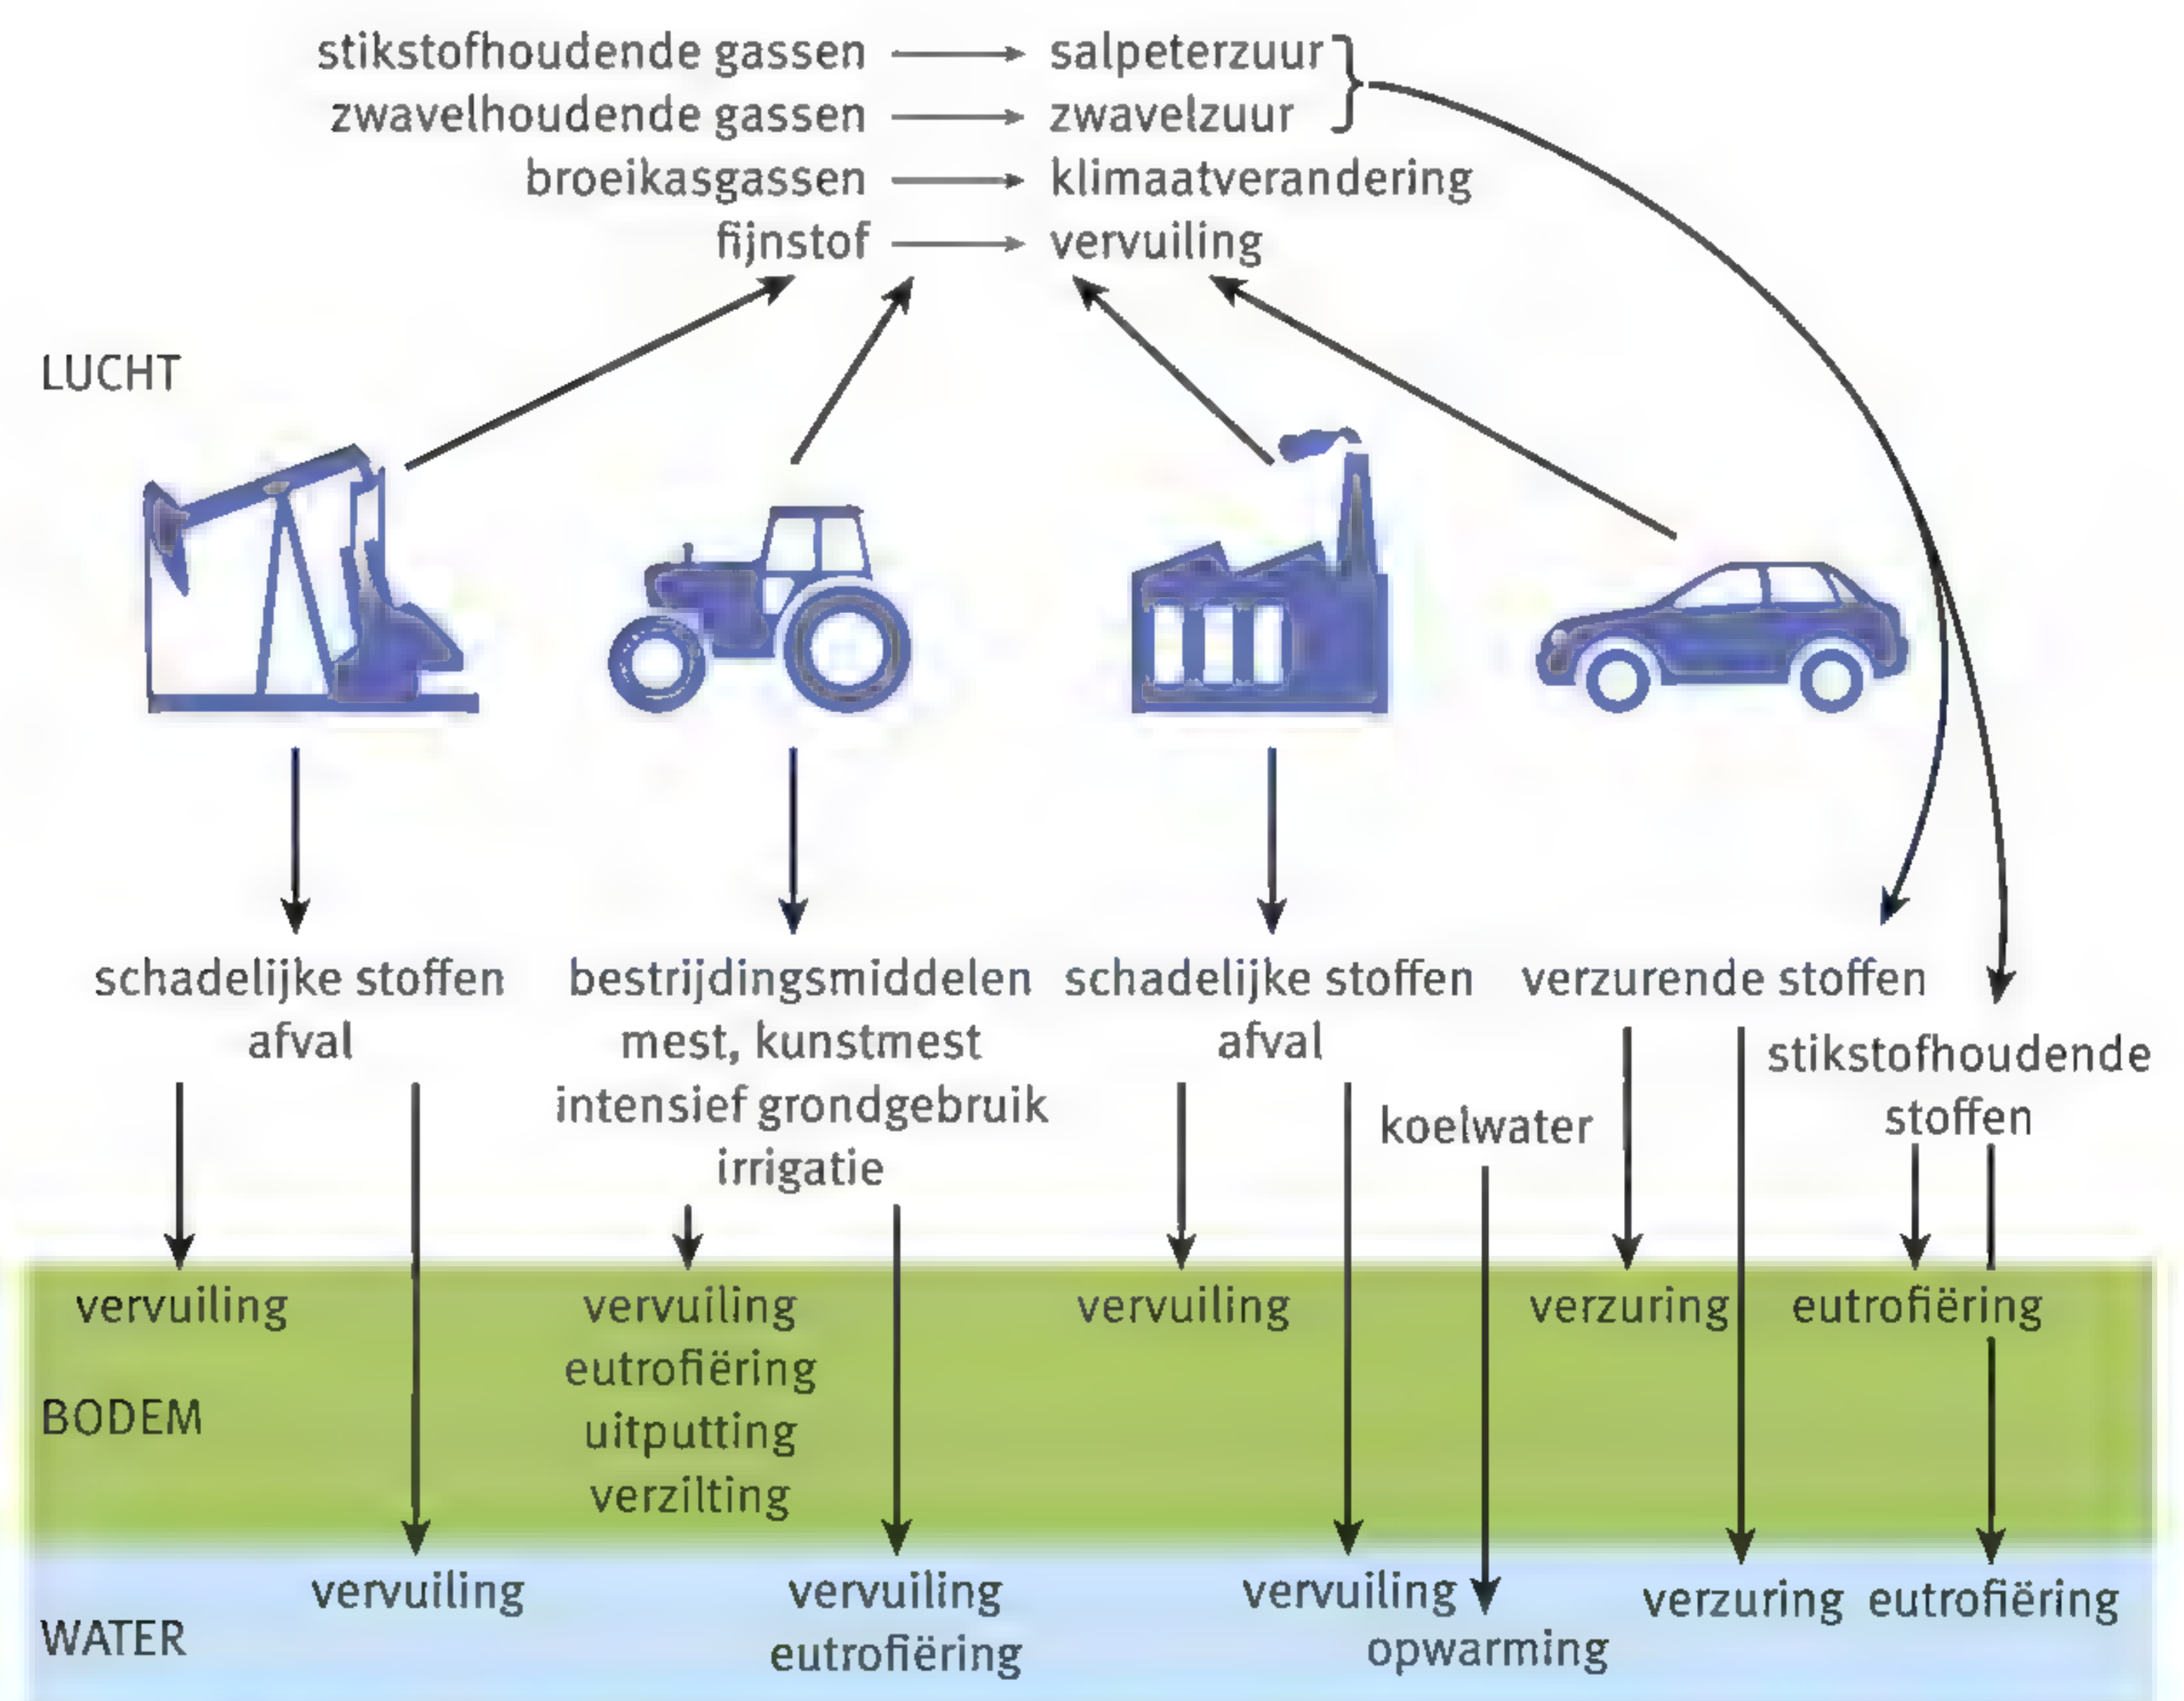 stikstofhoudende gassen salpeterzuur
zwavelhoudende gassen zwavelzuur
broeikasgassen klimaatverandering
fijnstof vervuiling
LUCHT
schadelijke stoffen
afval
bestrijdingsmiddelen
mest, kunstmest
intensief grondgebruik
irrigatie
schadelijke stoffen
afval
koelwater
verzurende stoffen
stikstofhoudende
stoffen
BODEM
vervuiling
vervuiling
eutrofiëring
uitputting
verzilting
vervuiling
verzuring
eutrofiëring
WATER
vervuiling
vervuiling
eutrofiëring
vervuiling
opwarming
verzuring
eutrofiëring